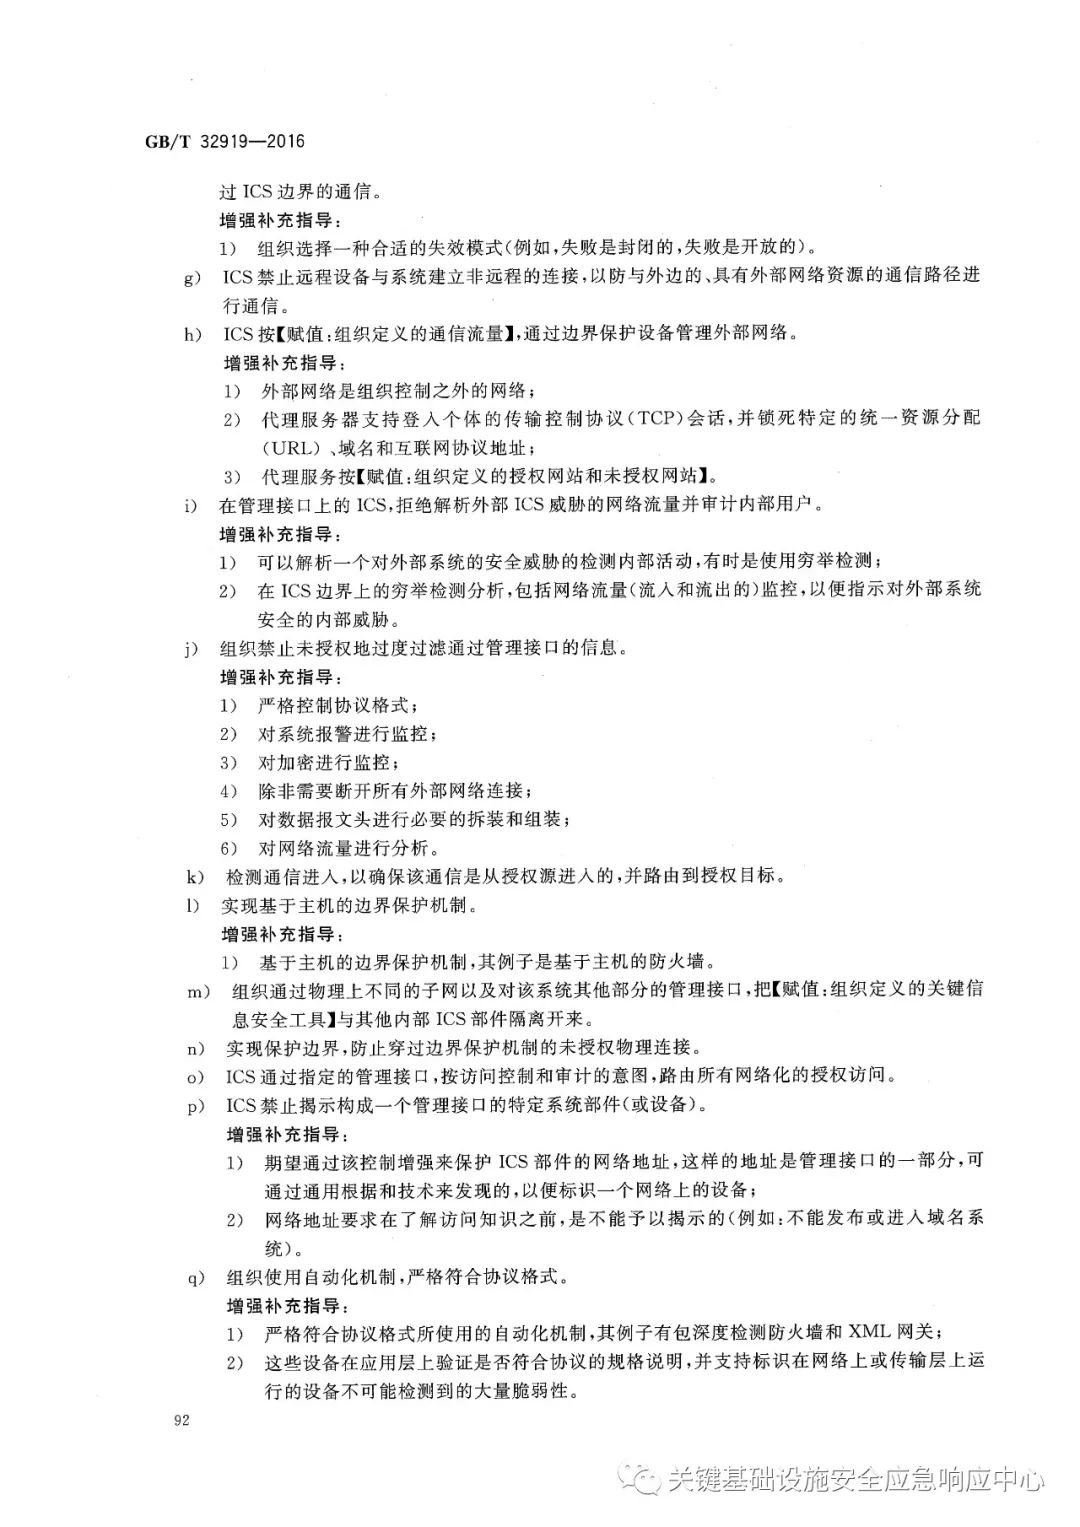 GB/T 32919—2016
过 ICS 边界的通信。
增强补充指导:
1) 组织选择一种合适的失效模式(例如,失败是封闭的,失败是开放的)。
g) ICS 禁止远程设备与系统建立非远程的连接,以防与外边的、具有外部网络资源的通信路径进
行通信。
h) ICS 按【赋值:组织定义的通信流量】,通过边界保护设备管理外部网络。
增强补充指导:
1) 外部网络是组织控制之外的网络;
2) 代理服务器支持登入个体的传输控制协议(TCP)会话,并锁死特定的统一资源分配
(URL)、域名和互联网协议地址;
3) 代理服务按【赋值:组织定义的授权网站和未授权网站】。
i) 在管理接口上的 ICS,拒绝解析外部 ICS 威胁的网络流量并审计内部用户。
增强补充指导:
1) 可以解析一个对外部系统的安全威胁的检测内部活动,有时是使用穷举检测;
2) 在 ICS 边界上的穷举检测分析,包括网络流量(流入和流出的)监控,以便指示对外部系统
安全的内部威胁。
j) 组织禁止未授权地过度过滤通过管理接口的信息。
增强补充指导:
1) 严格控制协议格式;
2) 对系统报警进行监控;
3) 对加密进行监控;
4) 除非需要断开所有外部网络连接;
5) 对数据报文头进行必要的拆装和组装;
6) 对网络流量进行分析。
k) 检测通信进入,以确保该通信是从授权源进入的,并路由到授权目标。
l) 实现基于主机的边界保护机制。
增强补充指导:
1) 基于主机的边界保护机制,其例子是基于主机的防火墙。
m) 组织通过物理上不同的子网以及对该系统其他部分的管理接口,把【赋值:组织定义的关键信
息安全工具】与其他内部 ICS 部件隔离开来。
n) 实现保护边界,防止穿过边界保护机制的未授权物理连接。
o) ICS 通过指定的管理接口,按访问控制和审计的意图,路由所有网络化的授权访问。
p) ICS 禁止揭示构成一个管理接口的特定系统部件(或设备)。
增强补充指导:
1) 期望通过该控制增强来保护 ICS 部件的网络地址,这样的地址是管理接口的一部分,可
通过通用根据和技术来发现的,以便标识一个网络上的设备;
2) 网络地址要求在了解访问知识之前,是不能予以揭示的(例如:不能发布或进入域名系
统)。
q) 组织使用自动化机制,严格符合协议格式。
增强补充指导:
1) 严格符合协议格式所使用的自动化机制,其例子有包深度检测防火墙和 XML 网关;
2) 这些设备在应用层上验证是否符合协议的规格说明,并支持标识在网络上或传输层上运
行的设备不可能检测到的大量脆弱性。
92
关键基础设施安全应急响应中心